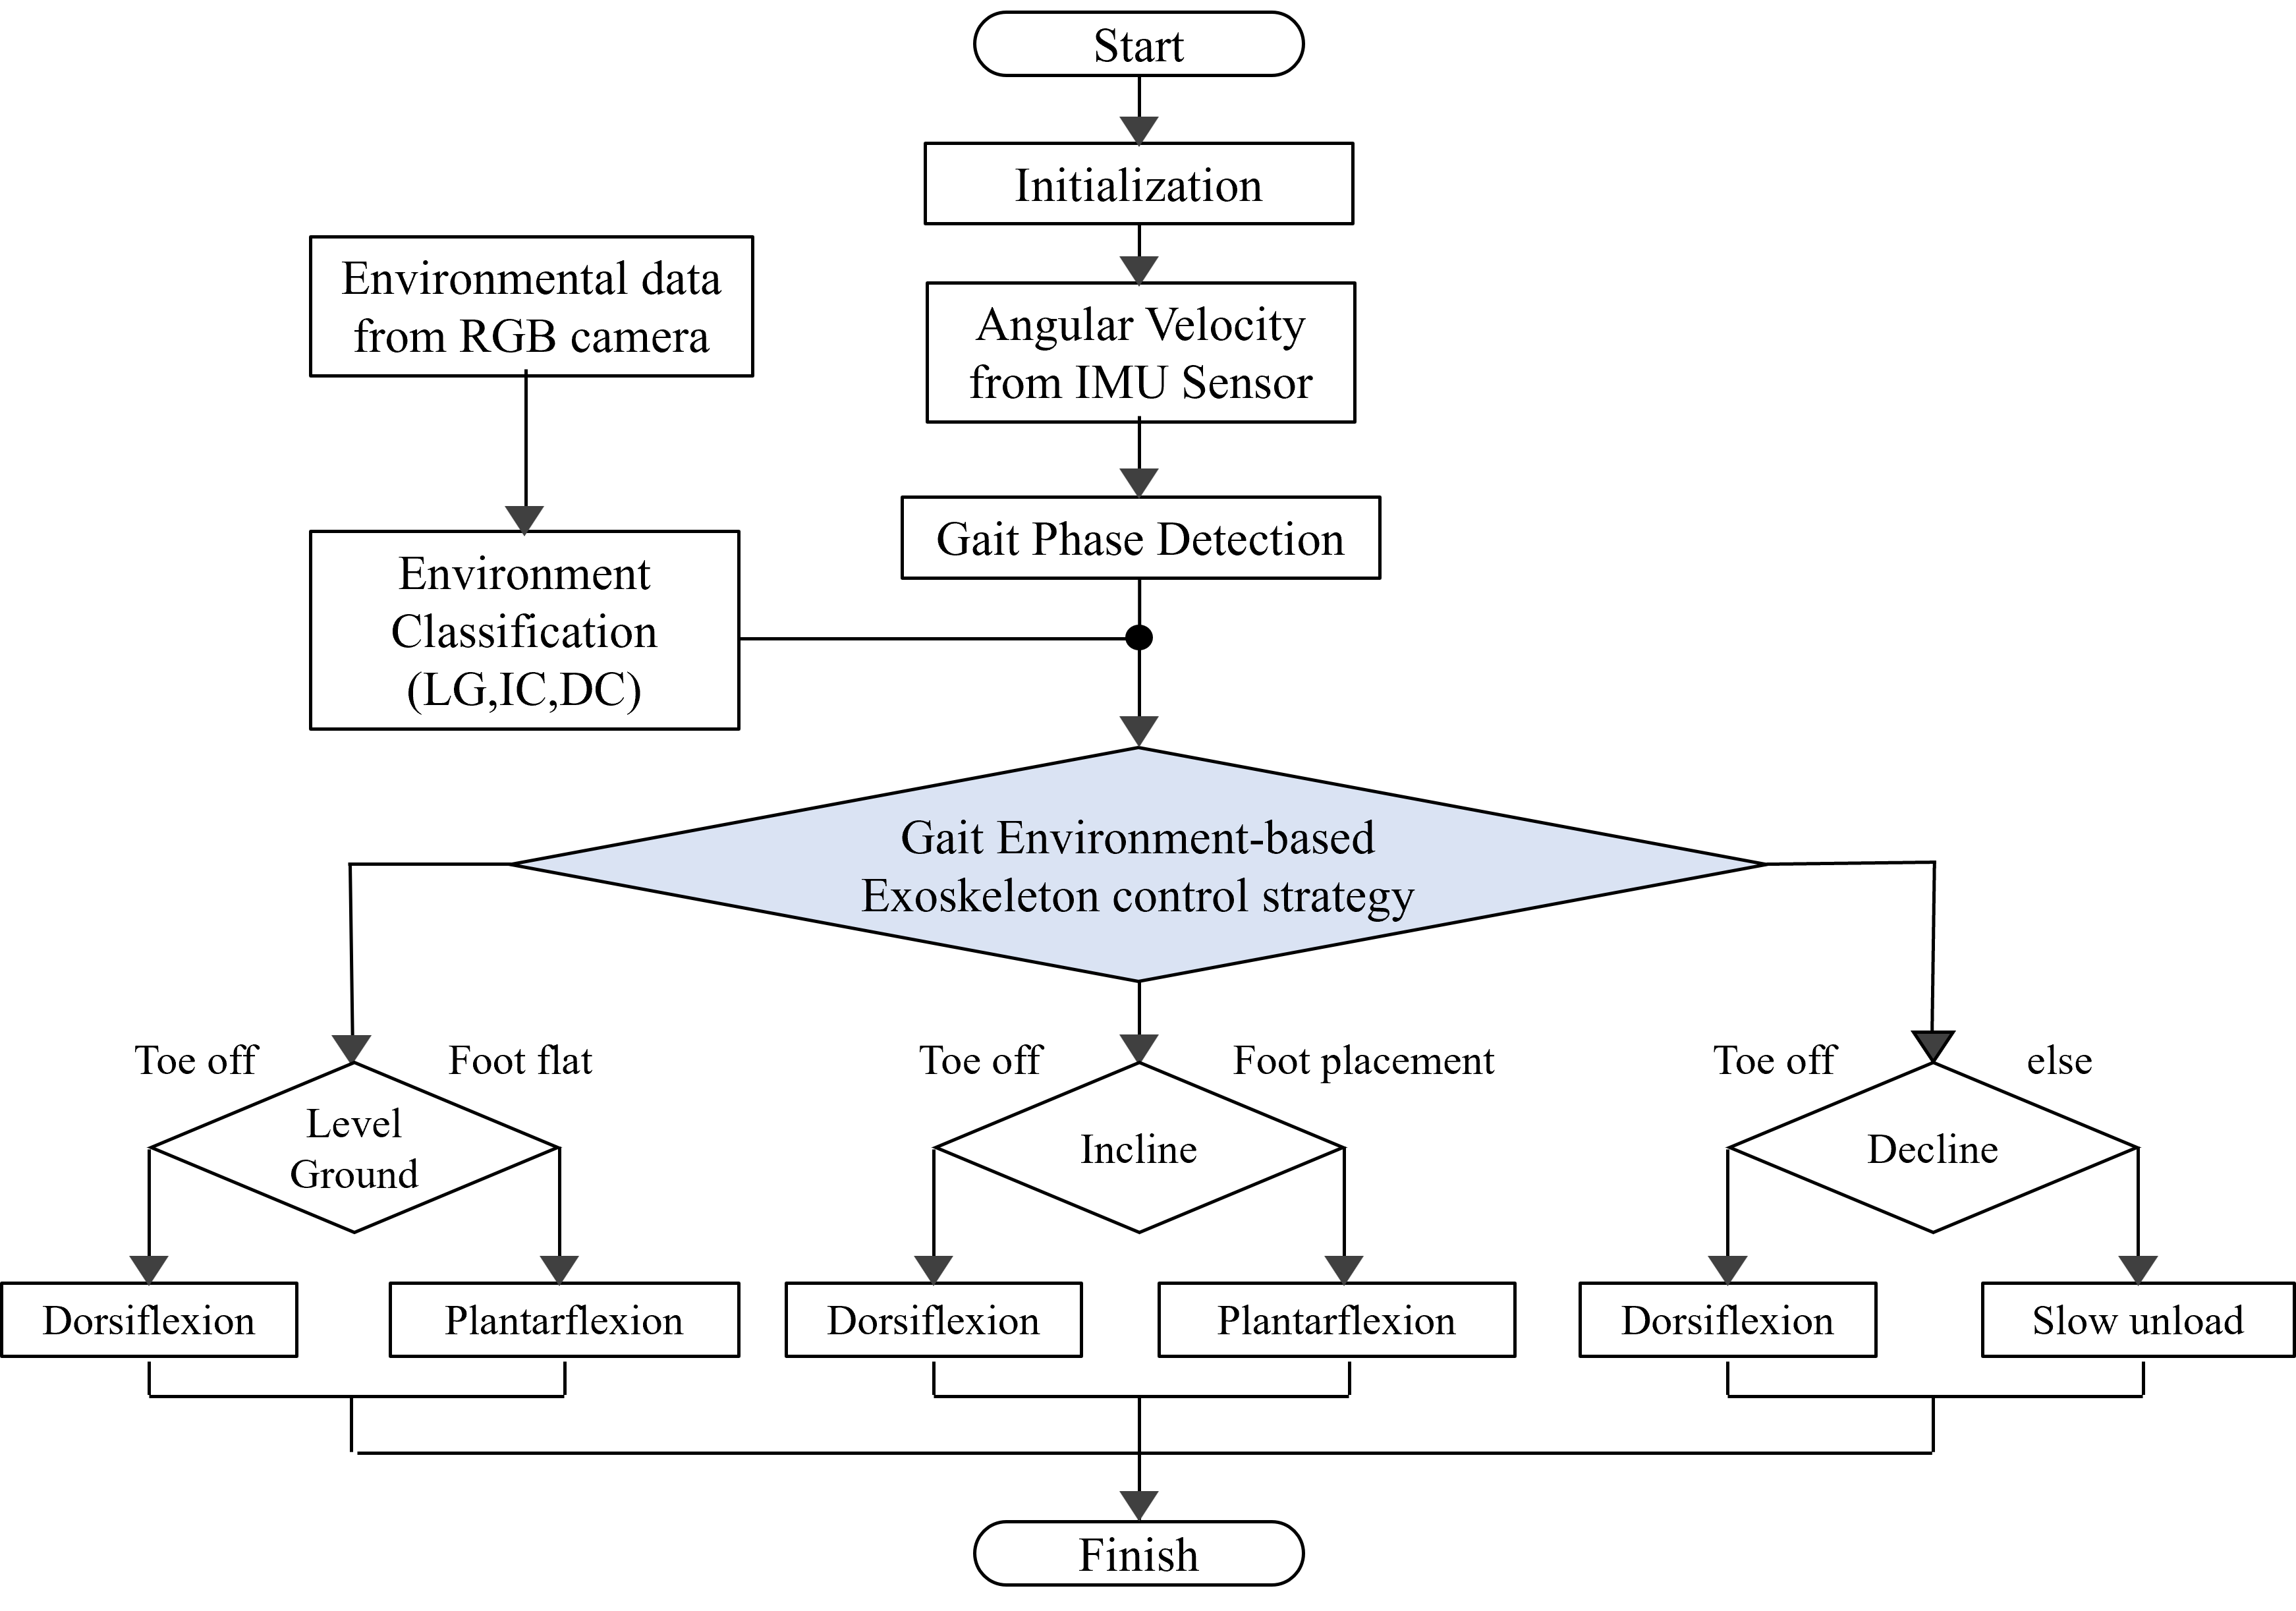 Start
Initialization
Environmental data
from RGB camera
Angular Velocity
from IMU Sensor
Gait Phase Detection
Environment
Classification
(LG,IC,DC)
Gait Environment-based
Exoskeleton control strategy
Toe off
Foot flat
Toe off
Foot placement
Toe off
else
Level
Ground
Incline
Decline
Dorsiflexion
Plantarflexion
Dorsiflexion
Plantarflexion
Dorsiflexion
Slow unload
Finish